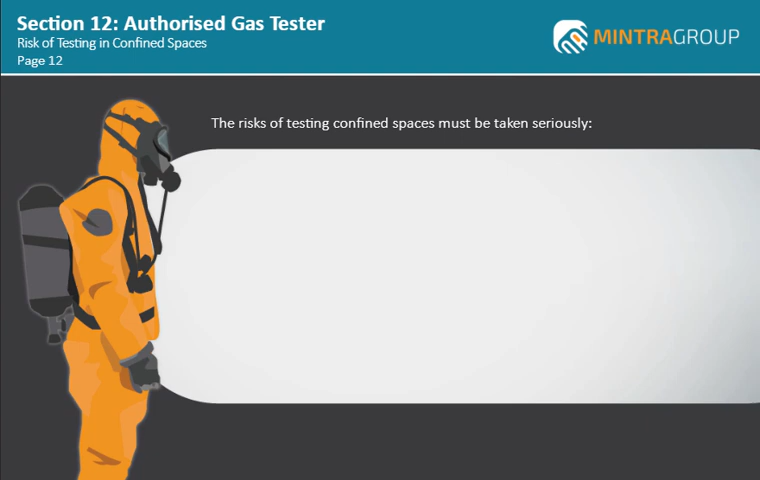 Section 12: Authorised Gas Tester
Risk of Testing in Confined Spaces
Page 12
MINTRAGROUP
The risks of testing confined spaces must be taken seriously: